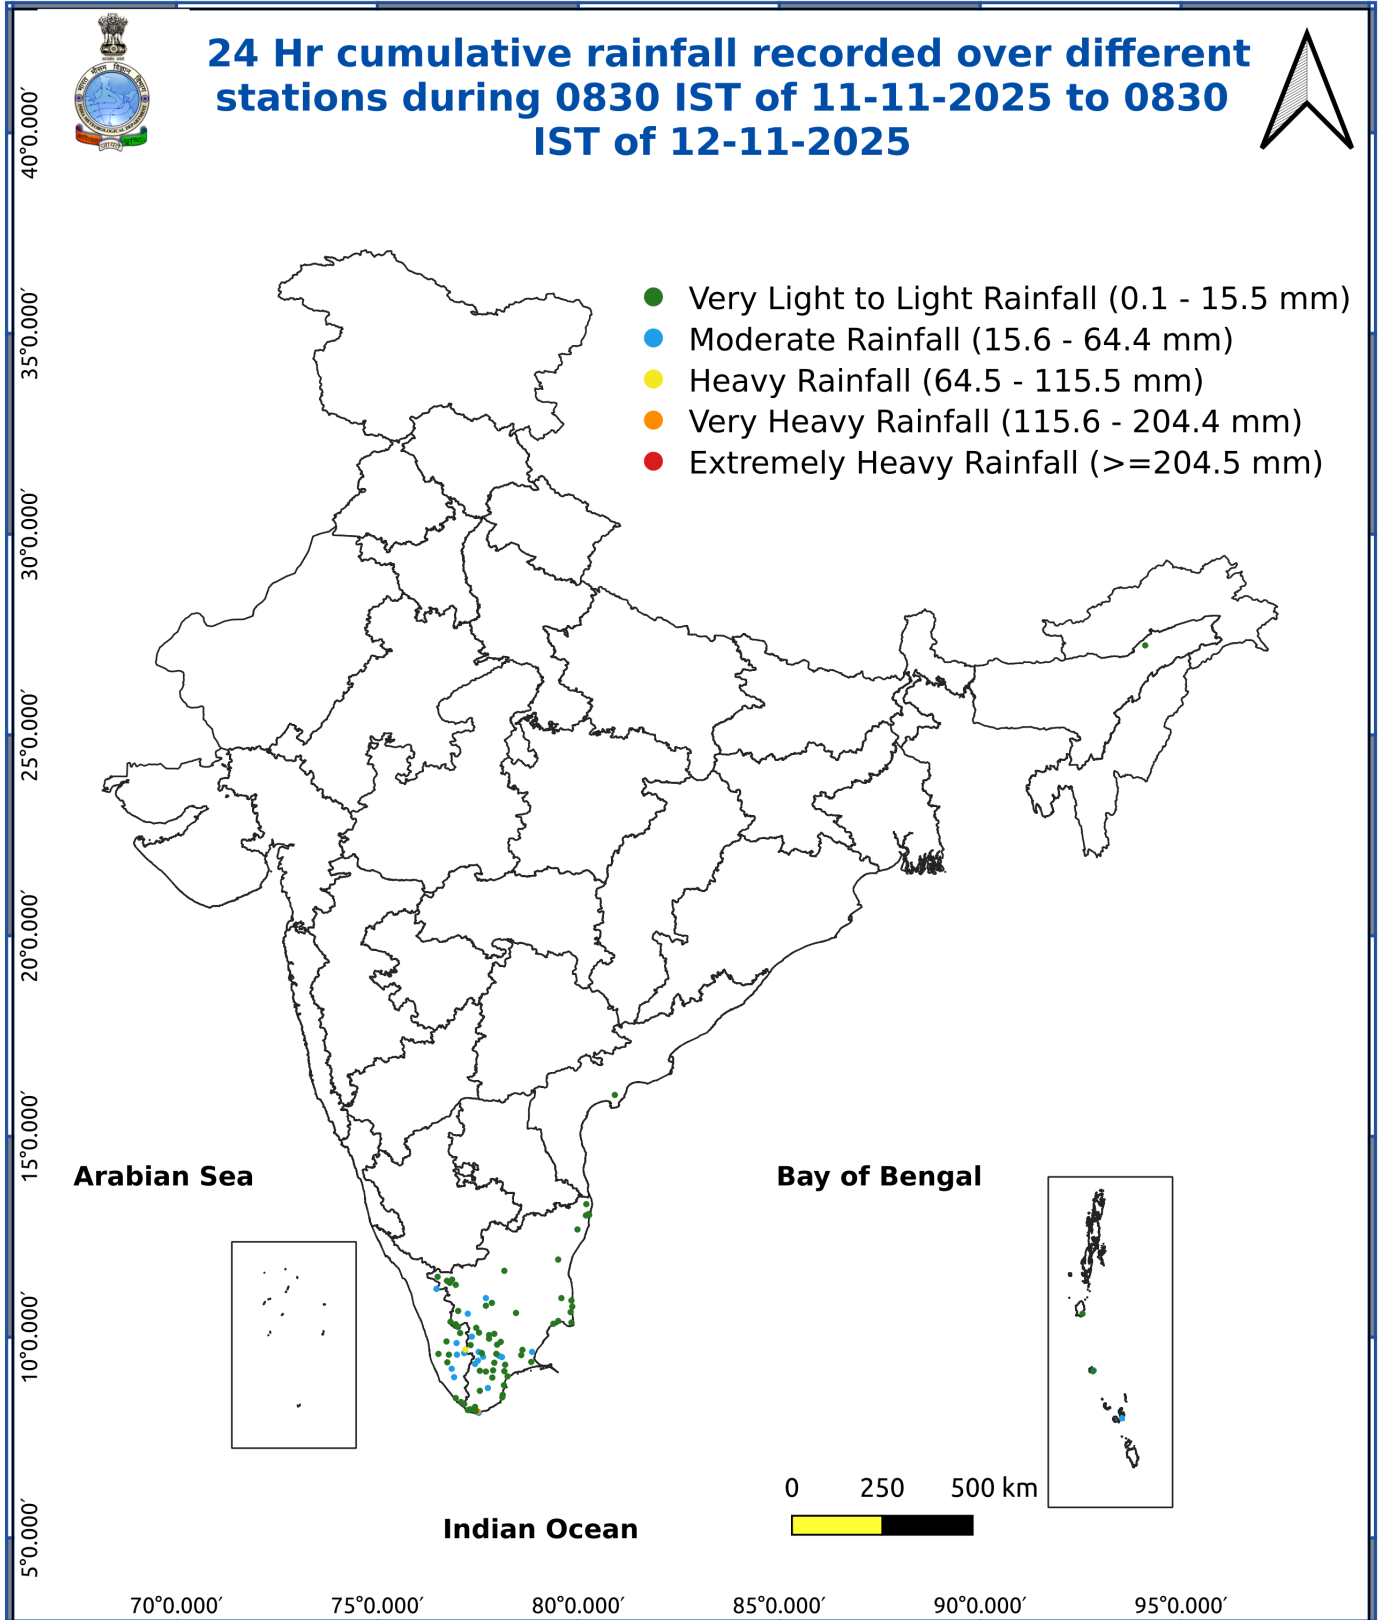 24 Hr cumulative rainfall recorded over different
stations during 0830 IST of 11-11-2025 to 0830
IST of 12-11-2025
Very Light to Light Rainfall (0.1 - 15.5 mm)
Moderate Rainfall (15.6 - 64.4 mm)
Heavy Rainfall (64.5 - 115.5 mm)
Very Heavy Rainfall (115.6 - 204.4 mm)
Extremely Heavy Rainfall (>=204.5 mm)
40°0.000′
35°0.000′
30°0.000′
25°0.000′
20°0.000′
15°0.000′
10°0.000′
5°0.000′
Arabian Sea
Bay of Bengal
Indian Ocean
0 250 500 km
70°0.000′ 75°0.000′ 80°0.000′ 85°0.000′ 90°0.000′ 95°0.000′